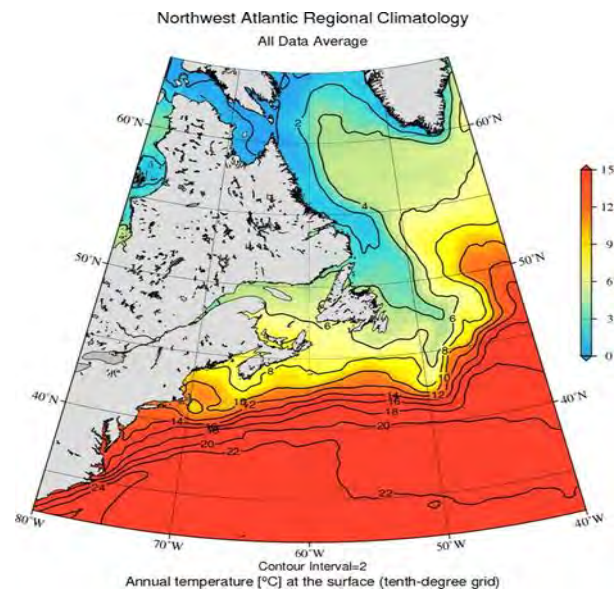 Northwest Atlantic Regional Climatology
All Data Average
60°N
60°N
50°N
50°N
40°N
40°N
80°W
70°W
60°W
50°W
40°W
2
4
6
6
8
8
10
12
12
14
14
16
18
18
20
20
22
22
22
24
15
12
9
6
3
0
Contour Interval=2
Annual temperature [ºC] at the surface (tenth-degree grid)